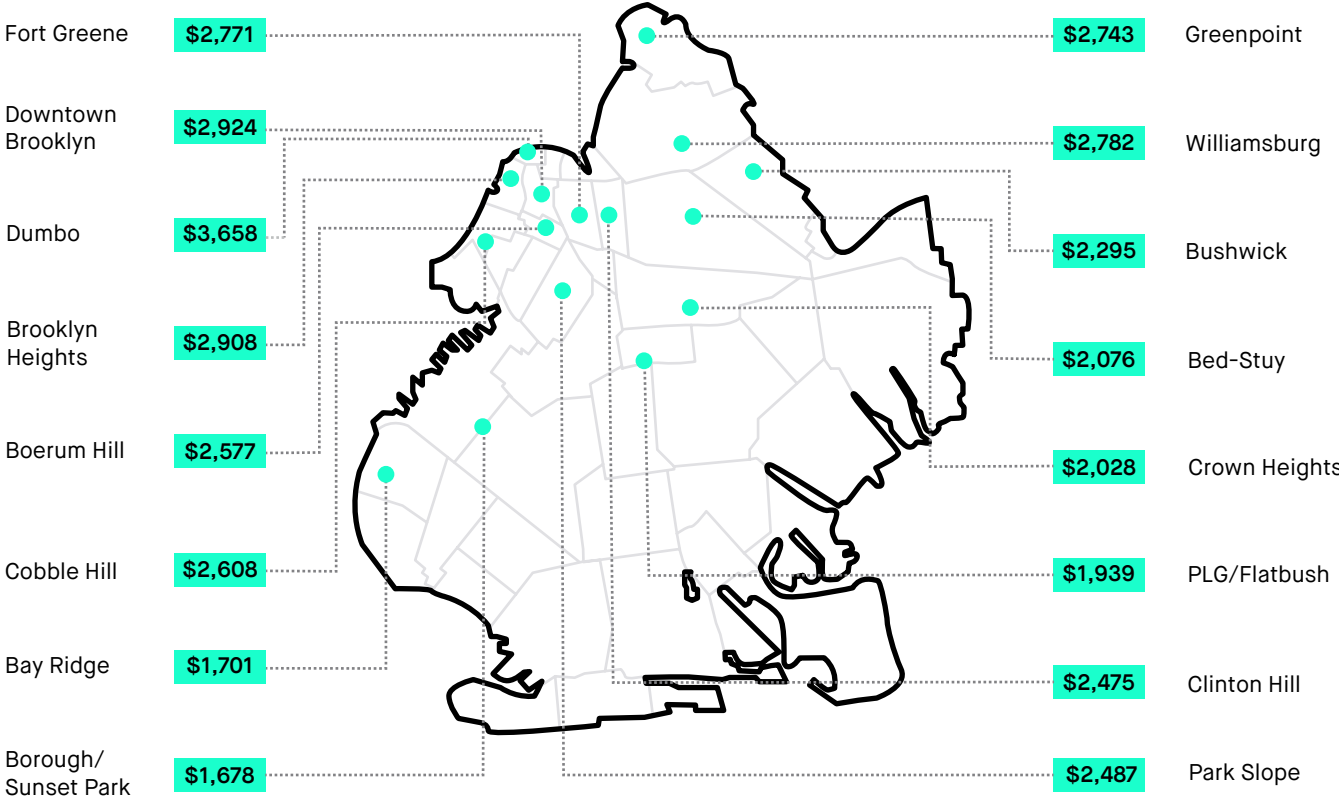 Fort Greene
$2,771
Downtown
Brooklyn
$2,924
Dumbo
$3,658
Brooklyn
Heights
$2,908
Boerum Hill
$2,577
Cobble Hill
$2,608
Bay Ridge
$1,701
Borough/
Sunset Park
$1,678
$2,743
Greenpoint
$2,782
Williamsburg
$2,295
Bushwick
$2,076
Bed-Stuy
$2,028
Crown Heights
$1,939
PLG/Flatbush
$2,475
Clinton Hill
$2,487
Park Slope